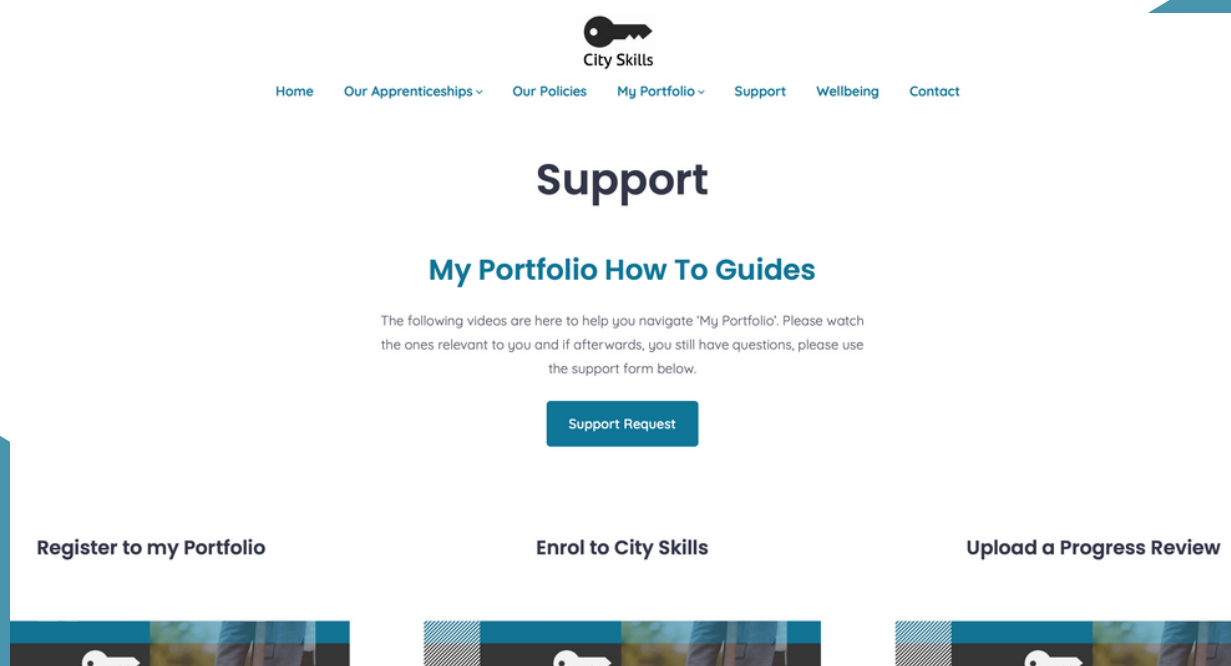 City Skills
Home Our Apprenticeships Our Policies My Portfolio Support Wellbeing Contact
Support
My Portfolio How To Guides
The following videos are here to help you navigate ‘My Portfolio’. Please watch
the ones relevant to you and if afterwards, you still have questions, please use
the support form below.
Support Request
Register to my Portfolio Enrol to City Skills Upload a Progress Review